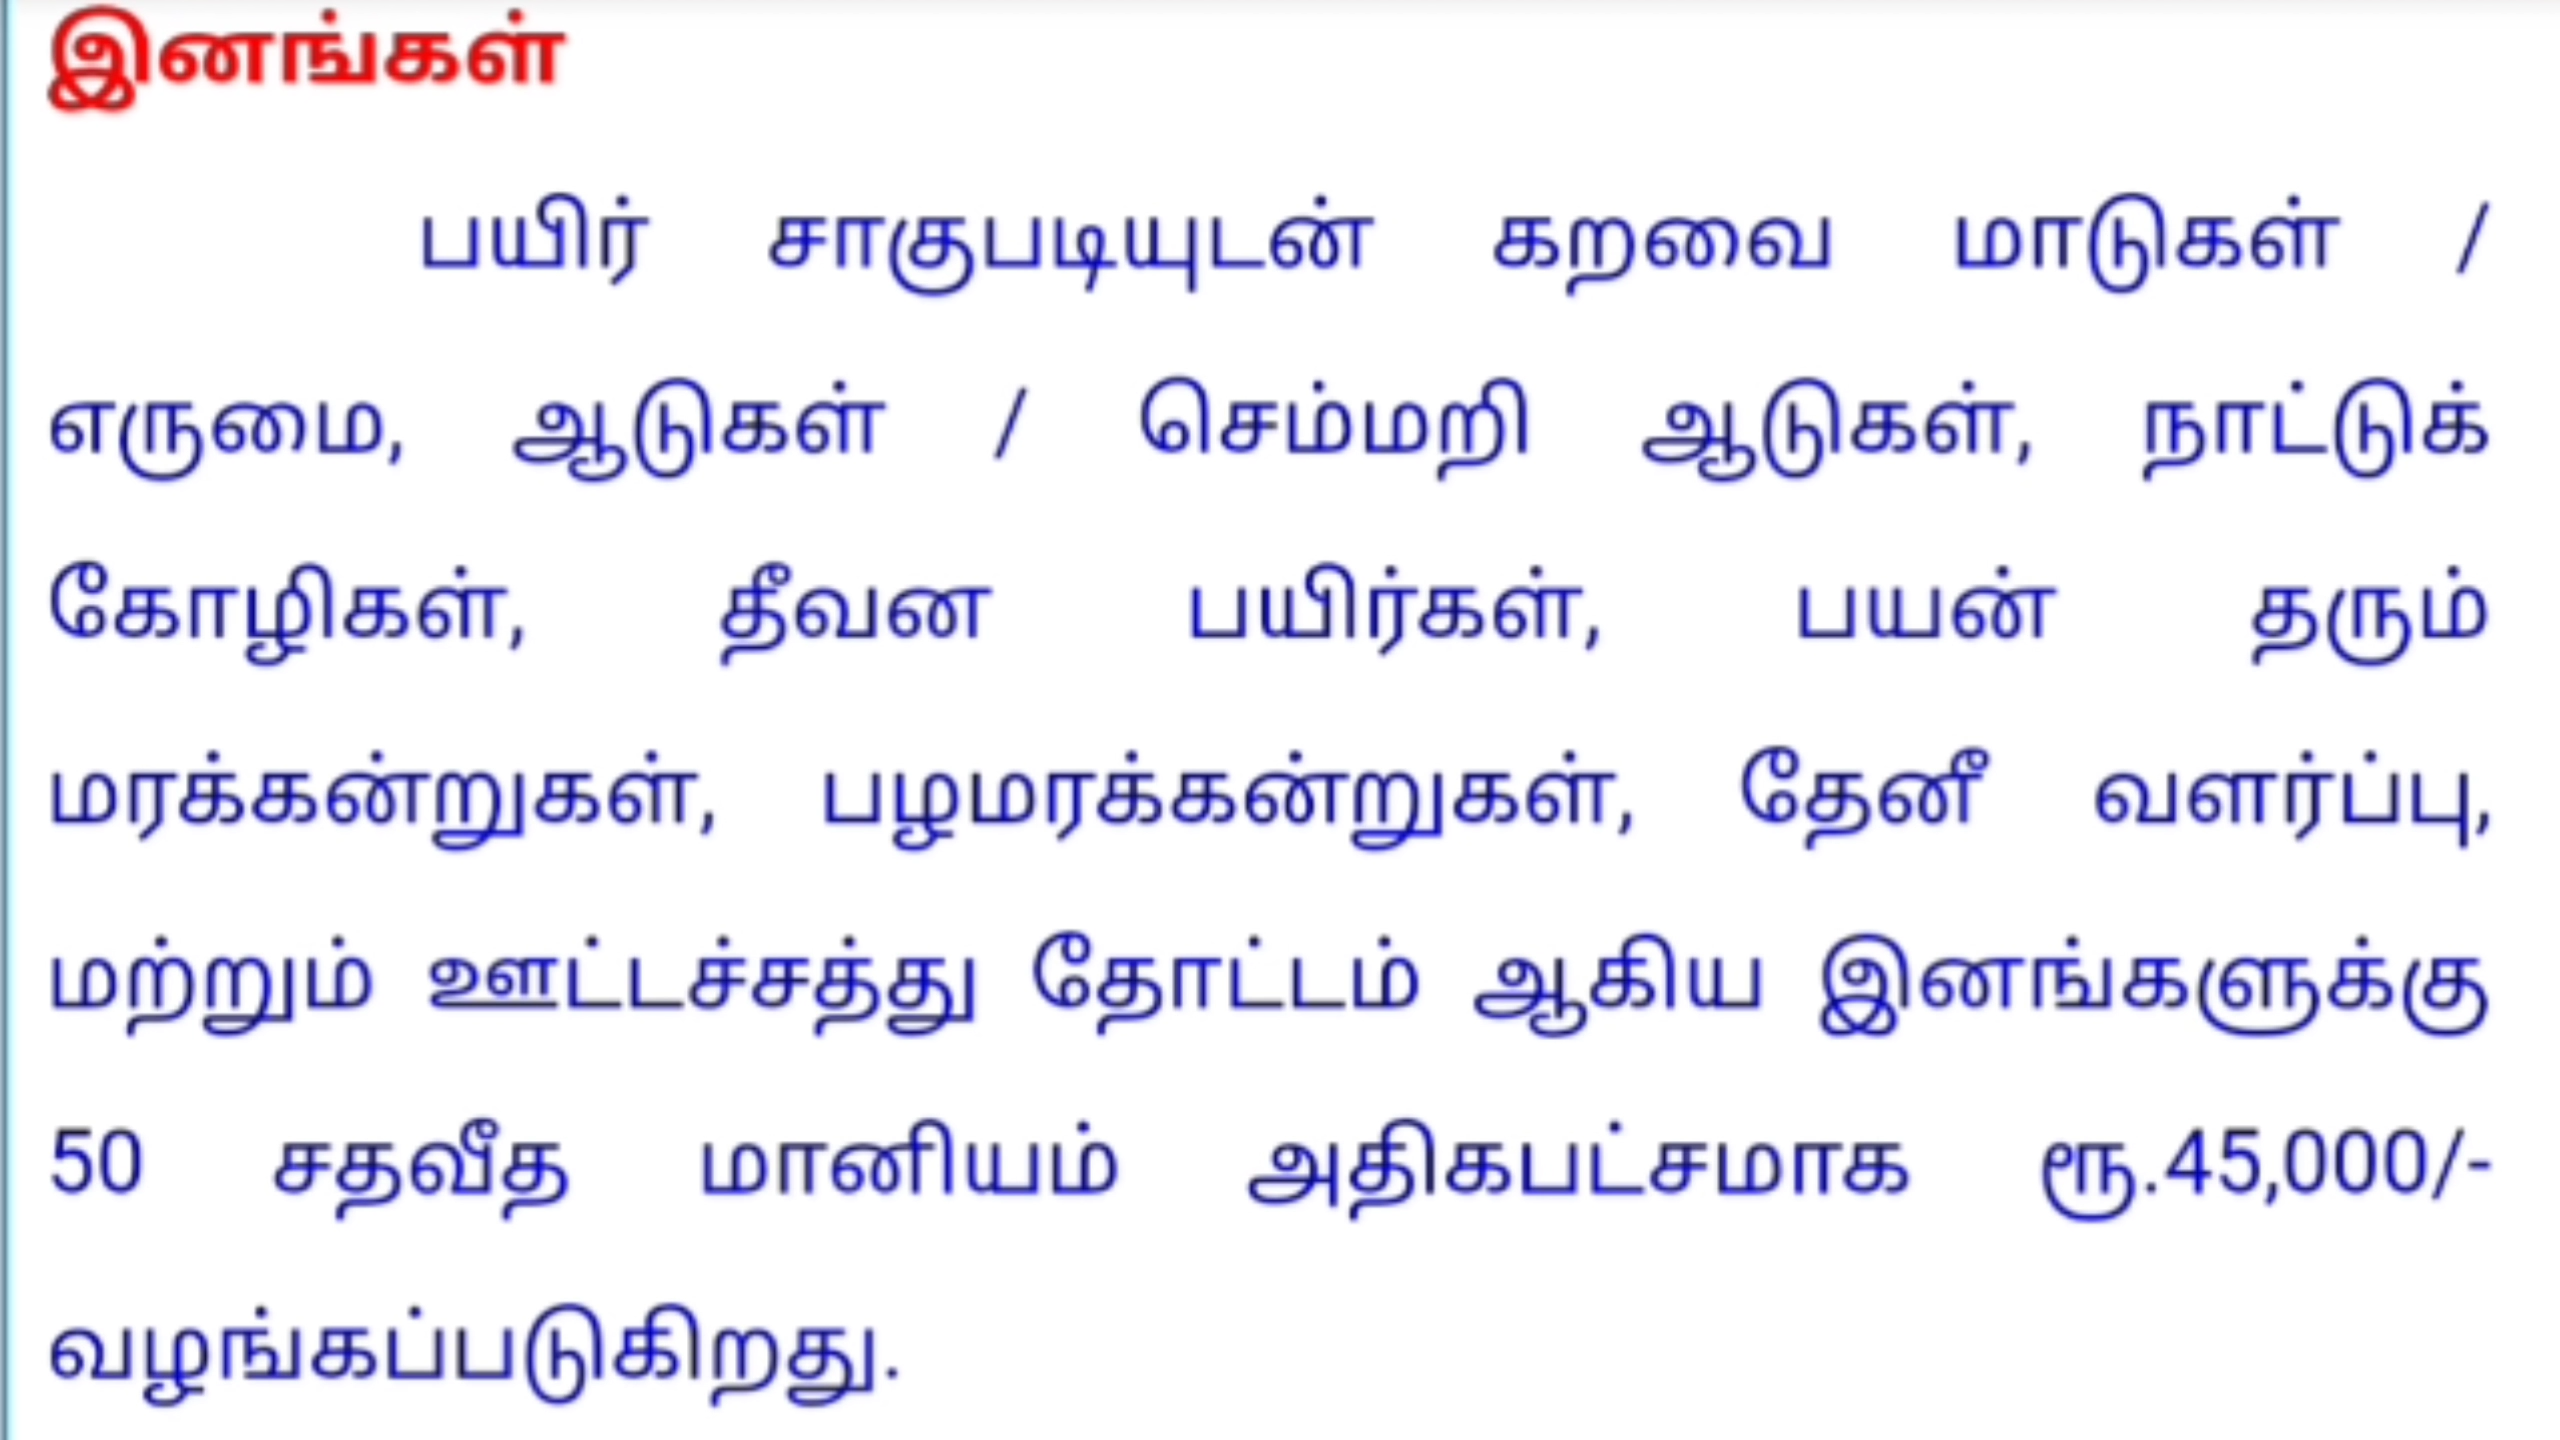 இனங்கள்
பயிர் சாகுபடியுடன் கறவை மாடுகள் /
எருமை, ஆடுகள் / செம்மறி ஆடுகள், நாட்டுக்
கோழிகள், தீவன பயிர்கள், பயன் தரும்
மரக்கன்றுகள், பழமரக்கன்றுகள், தேனீ வளர்ப்பு,
மற்றும் ஊட்டச்சத்து தோட்டம் ஆகிய இனங்களுக்கு
50 சதவீத மானியம் அதிகபட்சமாக ரூ.45,000/-
வழங்கப்படுகிறது.